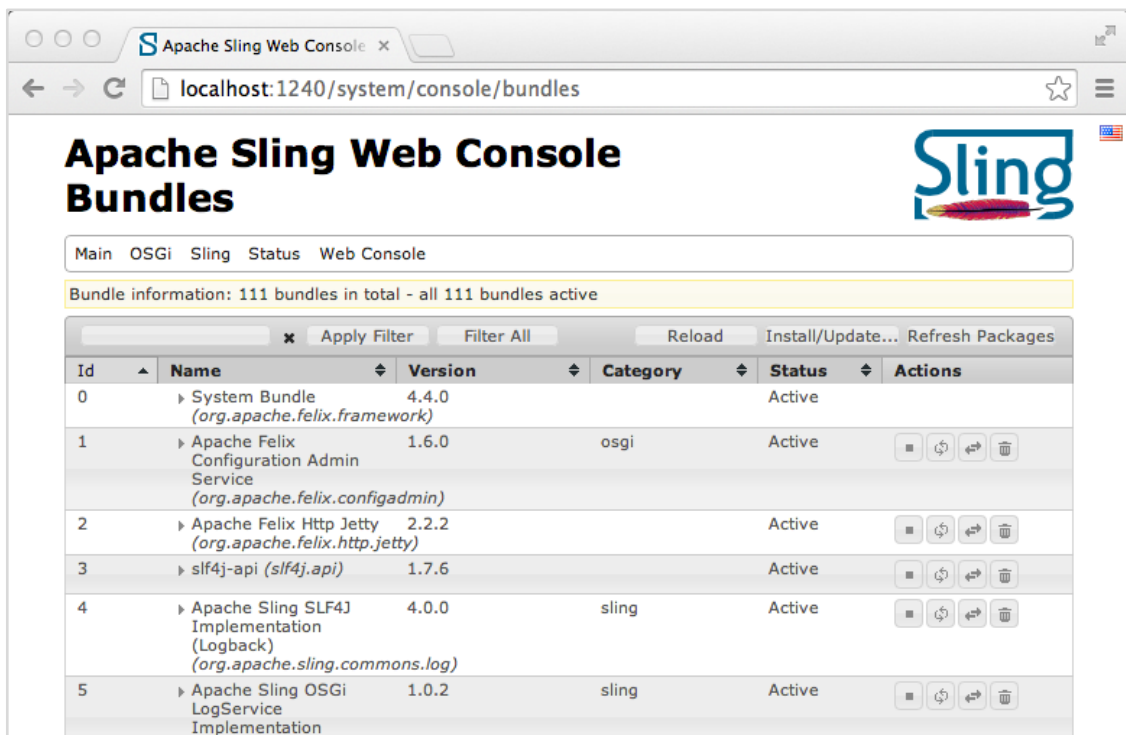 Apache Sling Web Console
localhost:1240/system/console/bundles
Apache Sling Web Console
Bundles
Sling
Main OSGi Sling Status Web Console
Bundle information: 111 bundles in total - all 111 bundles active
Apply Filter Filter All Reload Install/Update... Refresh Packages
Id Name Version Category Status Actions
0 System Bundle 4.4.0 Active
(org.apache.felix.framework)
1 Apache Felix 1.6.0 osgi Active
Configuration Admin
Service
(org.apache.felix.configadmin)
2 Apache Felix Http Jetty 2.2.2 Active
(org.apache.felix.http.jetty)
3 slf4j-api (slf4j.api) 1.7.6 Active
4 Apache Sling SLF4J 4.0.0 sling Active
Implementation
(Logback)
(org.apache.sling.commons.log)
5 Apache Sling OSGi 1.0.2 sling Active
LogService
Implementation